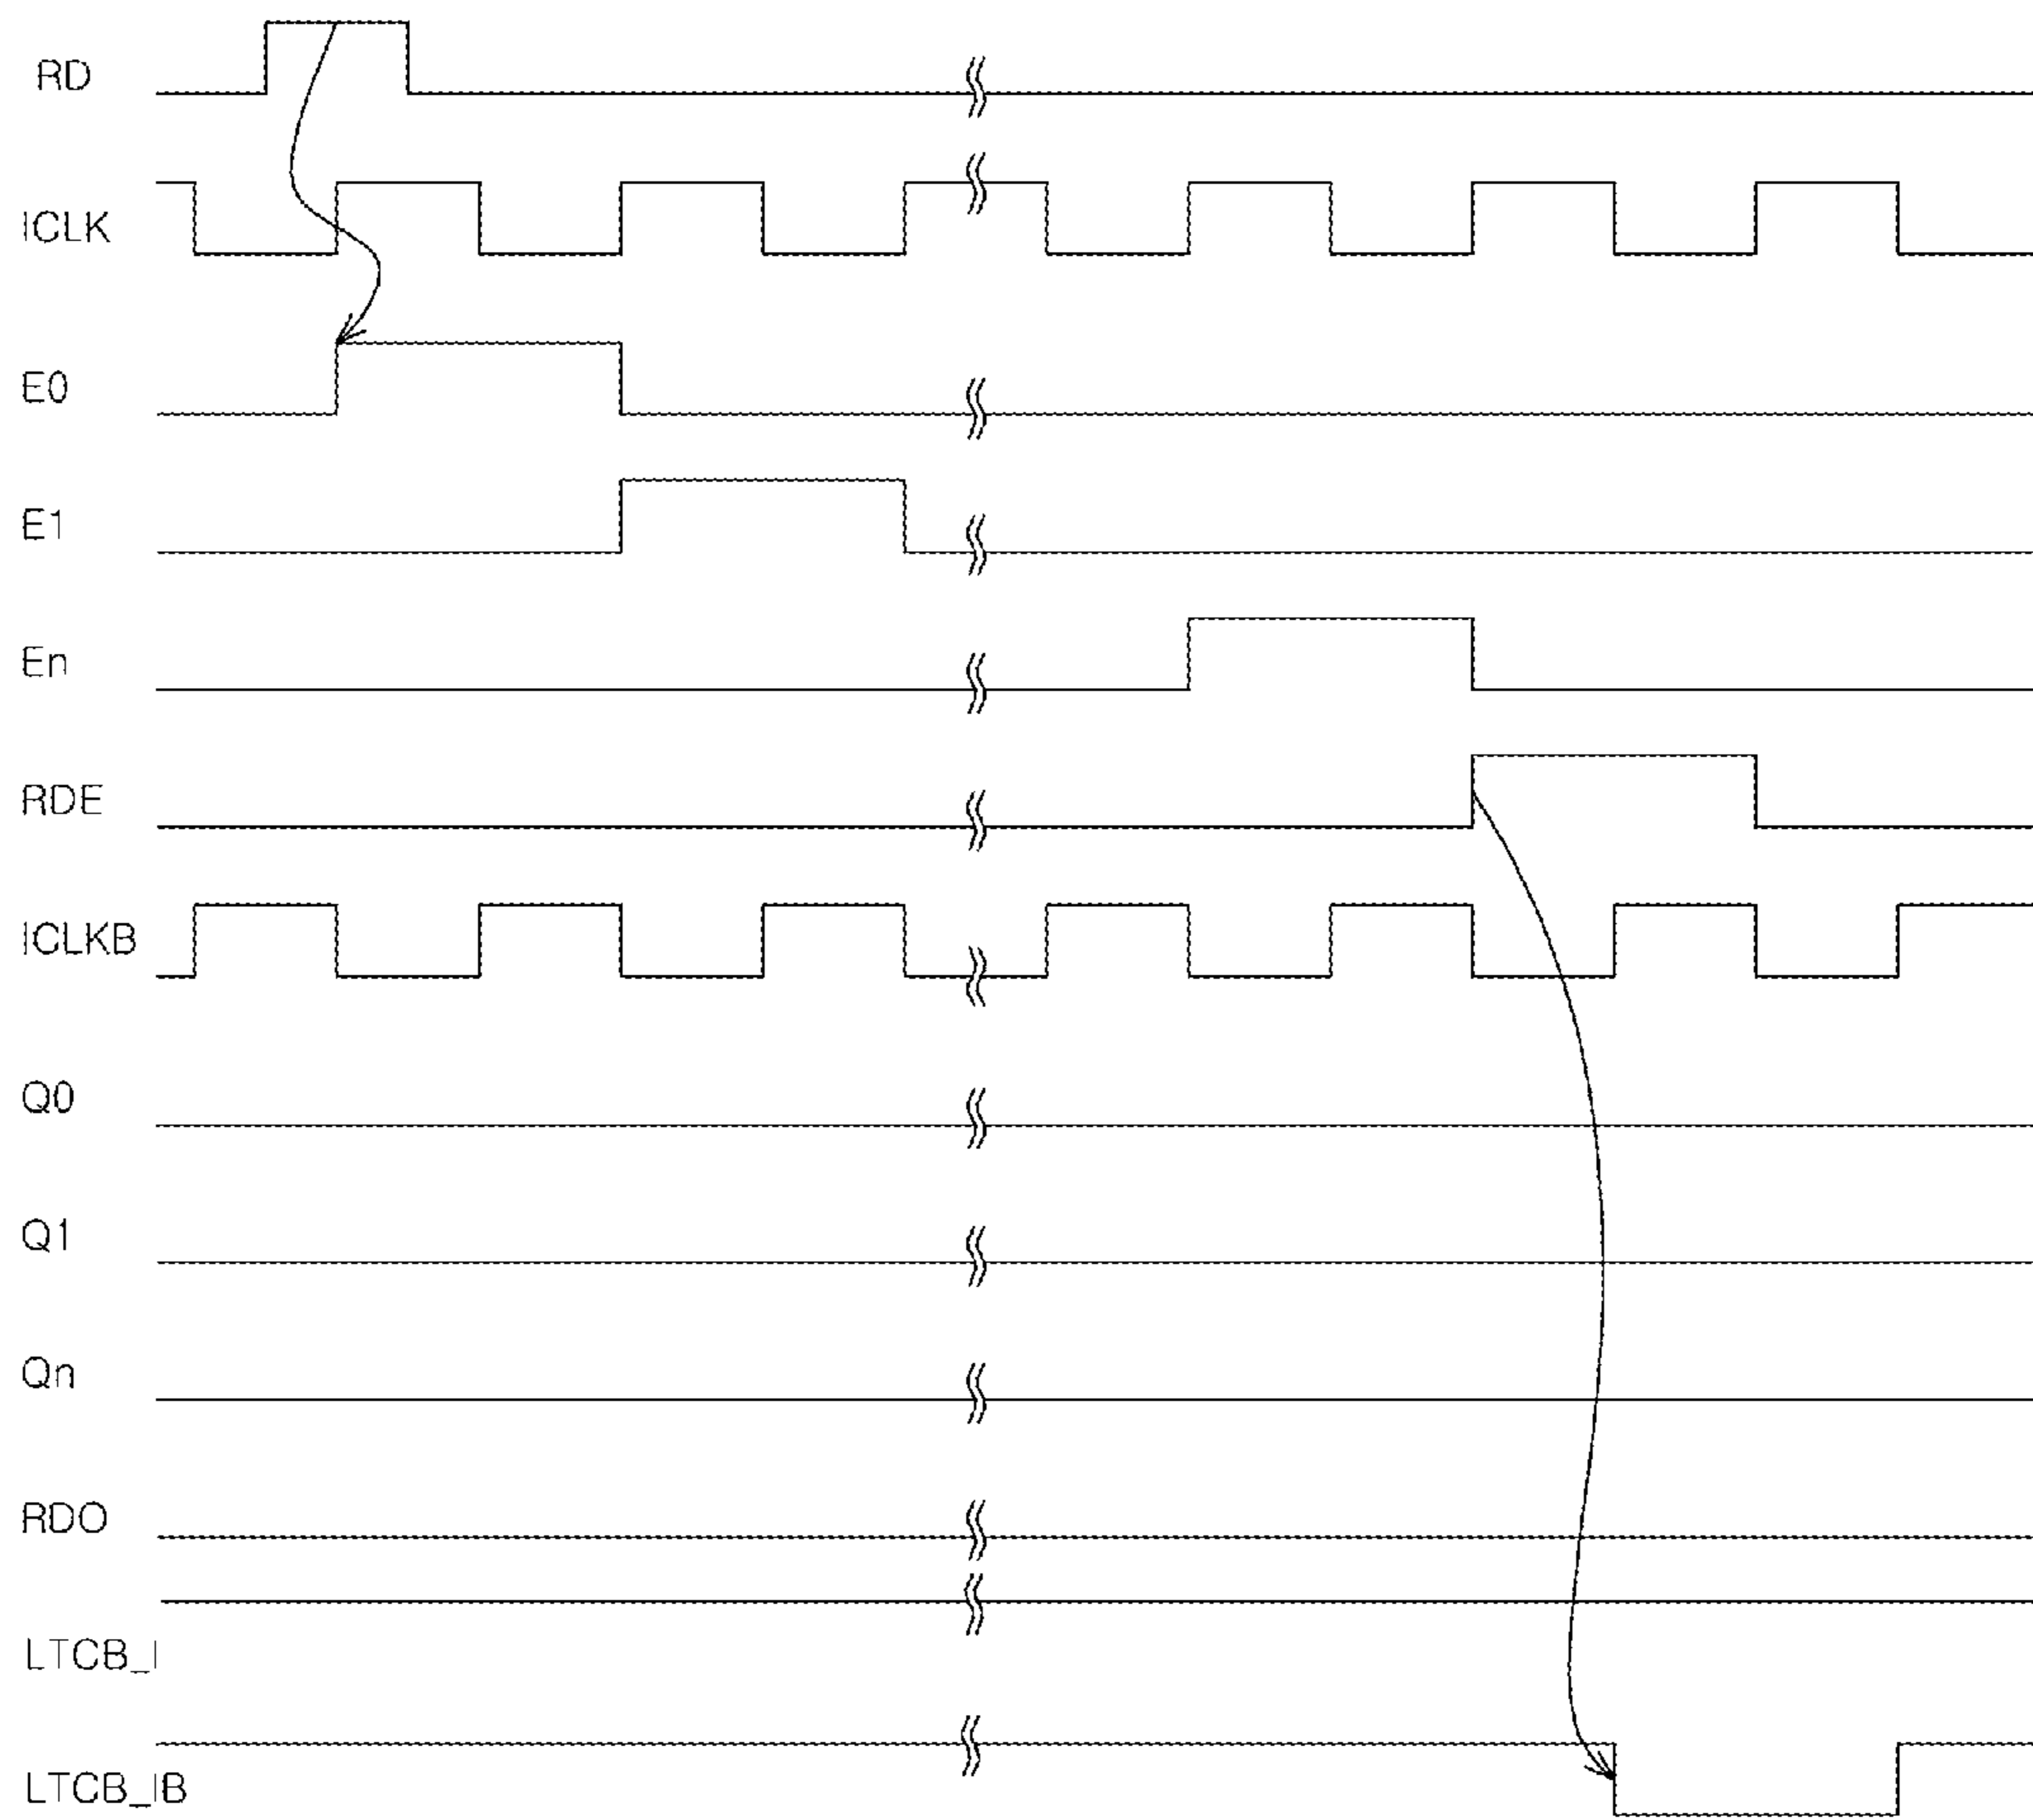 RD
ICLK
E0
E1
En
RDE
ICLKB
Q0
Q1
Qn
RDO
LTCB_I
LTCB_IB